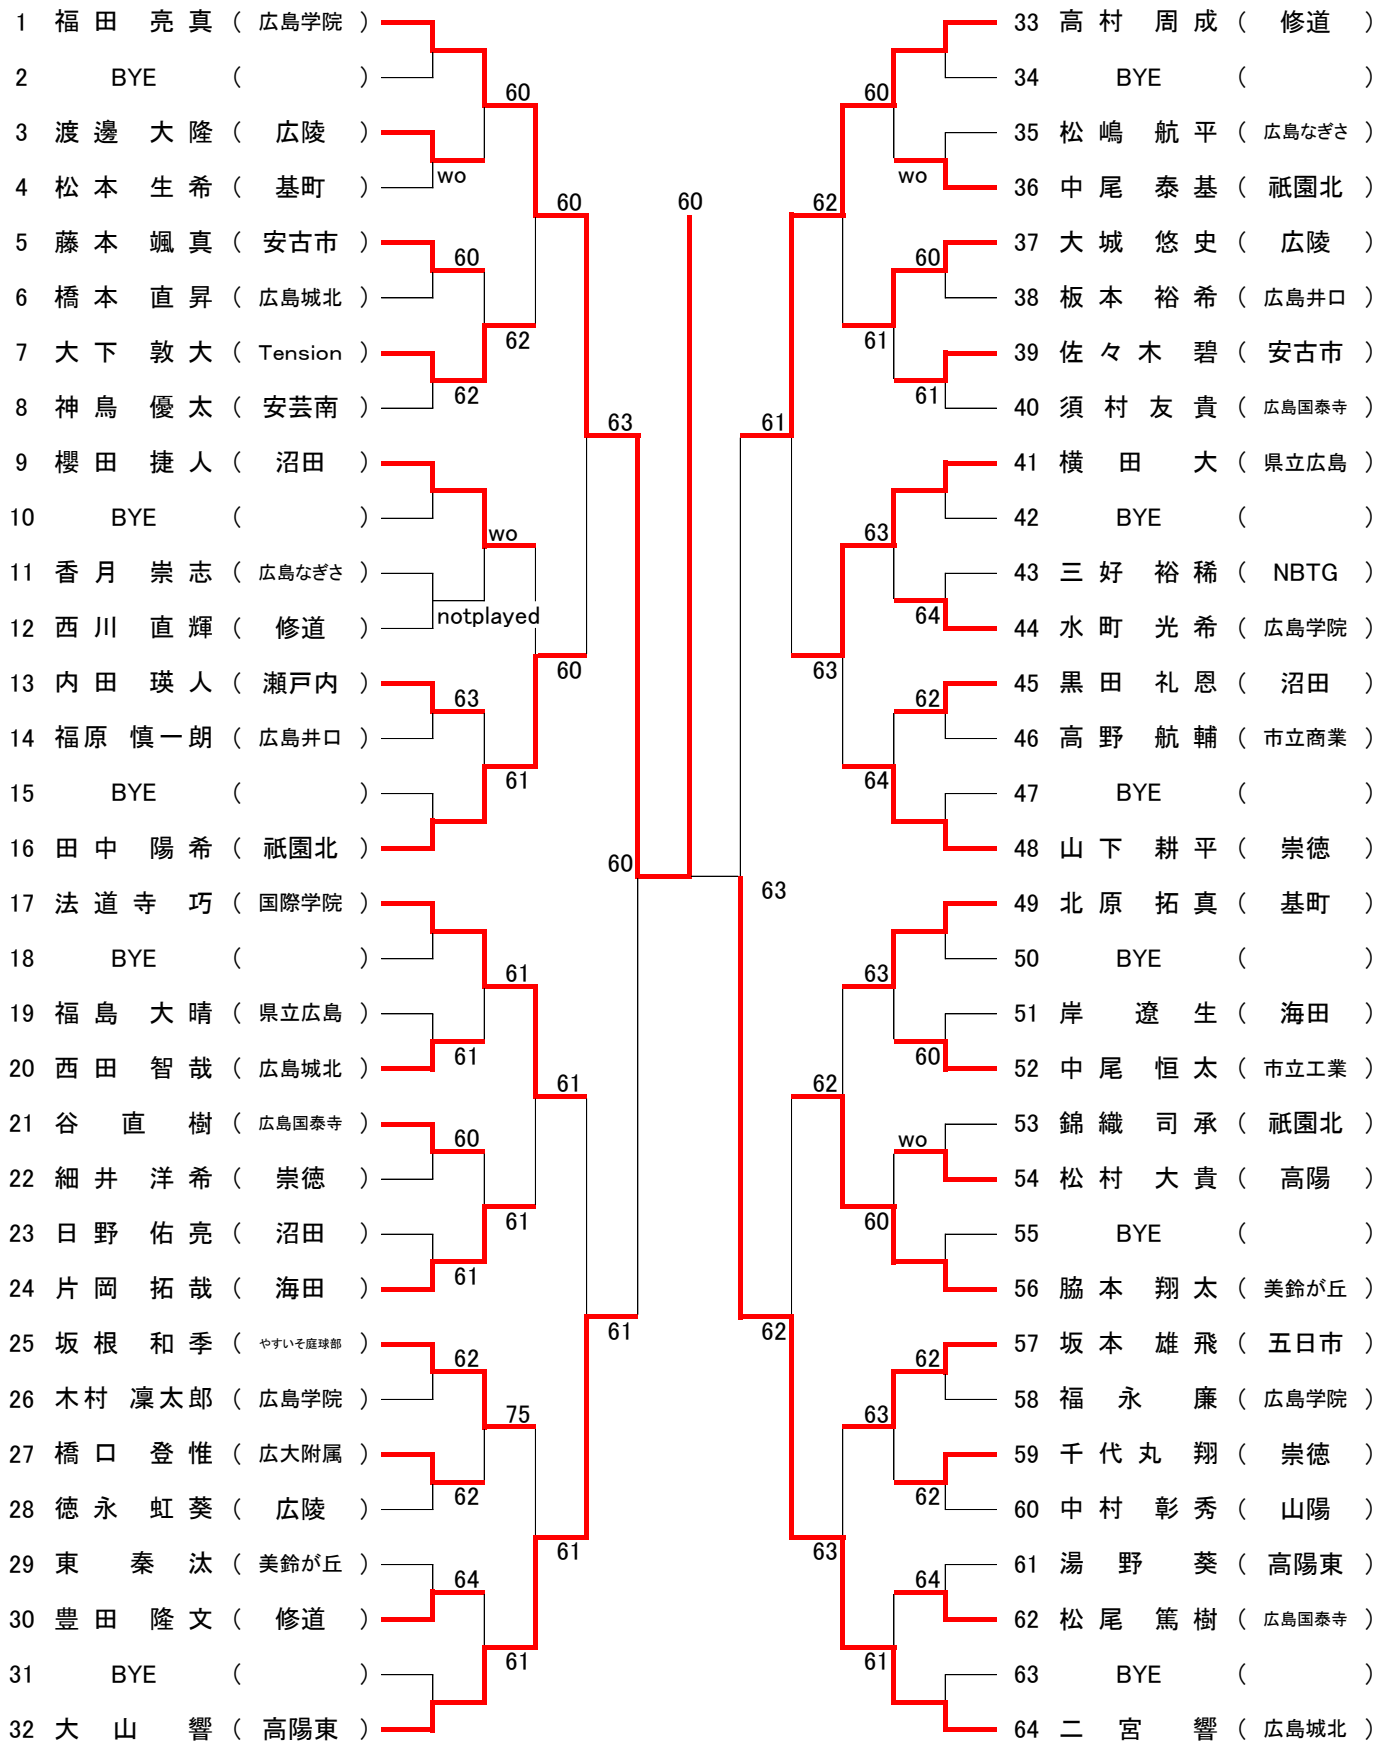 1 福田 亮真 ( 広島学院 )
2 BYE ( )
60
3 渡邊 大隆 ( 広陵 )
wo
4 松本 生希 ( 基町 )
60
5 藤本 颯真 ( 安古市 )
60
6 橋本 直昇 ( 広島城北 )
62
7 大下 敦大 ( Tension )
62
8 神鳥 優太 ( 安芸南 )
63
9 櫻田 捷人 ( 沼田 )
10 BYE ( )
wo
11 香月 崇志 ( 広島なぎさ )
notplayed
12 西川 直輝 ( 修道 )
60
13 内田 瑛人 ( 瀬戸内 )
63
14 福原 慎一朗 ( 広島井口 )
61
15 BYE ( )
16 田中 陽希 ( 祇園北 )
60
17 法道寺 巧 ( 国際学院 )
18 BYE ( )
61
19 福島 大晴 ( 県立広島 )
61
20 西田 智哉 ( 広島城北 )
61
21 谷 直樹 ( 広島国泰寺 )
60
22 細井 洋希 ( 崇徳 )
61
23 日野 佑亮 ( 沼田 )
61
24 片岡 拓哉 ( 海田 )
61
25 坂根 和季 ( やすいそ庭球部 )
62
26 木村 凜太郎 ( 広島学院 )
75
27 橋口 登惟 ( 広大附属 )
62
28 徳永 虹葵 ( 広陵 )
61
29 東 秦汰 ( 美鈴が丘 )
64
30 豊田 隆文 ( 修道 )
61
31 BYE ( )
32 大山 響 ( 高陽東 )
60
63
33 高村 周成 ( 修道 )
34 BYE ( )
60
35 松嶋 航平 ( 広島なぎさ )
wo
36 中尾 泰基 ( 祇園北 )
62
37 大城 悠史 ( 広陵 )
60
38 板本 裕希 ( 広島井口 )
61
39 佐々木 碧 ( 安古市 )
61
40 須村 友貴 ( 広島国泰寺 )
61
41 横田 大 ( 県立広島 )
42 BYE ( )
63
43 三好 裕稀 ( NBTG )
64
44 水町 光希 ( 広島学院 )
63
45 黒田 礼恩 ( 沼田 )
62
46 高野 航輔 ( 市立商業 )
64
47 BYE ( )
48 山下 耕平 ( 崇徳 )
49 北原 拓真 ( 基町 )
50 BYE ( )
63
51 岸 遼生 ( 海田 )
60
52 中尾 恒太 ( 市立工業 )
62
53 錦織 司承 ( 祇園北 )
wo
54 松村 大貴 ( 高陽 )
60
55 BYE ( )
56 脇本 翔太 ( 美鈴が丘 )
62
57 坂本 雄飛 ( 五日市 )
62
58 福永 廉 ( 広島学院 )
63
59 千代丸 翔 ( 崇徳 )
62
60 中村 彰秀 ( 山陽 )
63
61 湯野 葵 ( 高陽東 )
64
62 松尾 篤樹 ( 広島国泰寺 )
61
63 BYE ( )
64 二宮 響 ( 広島城北 )